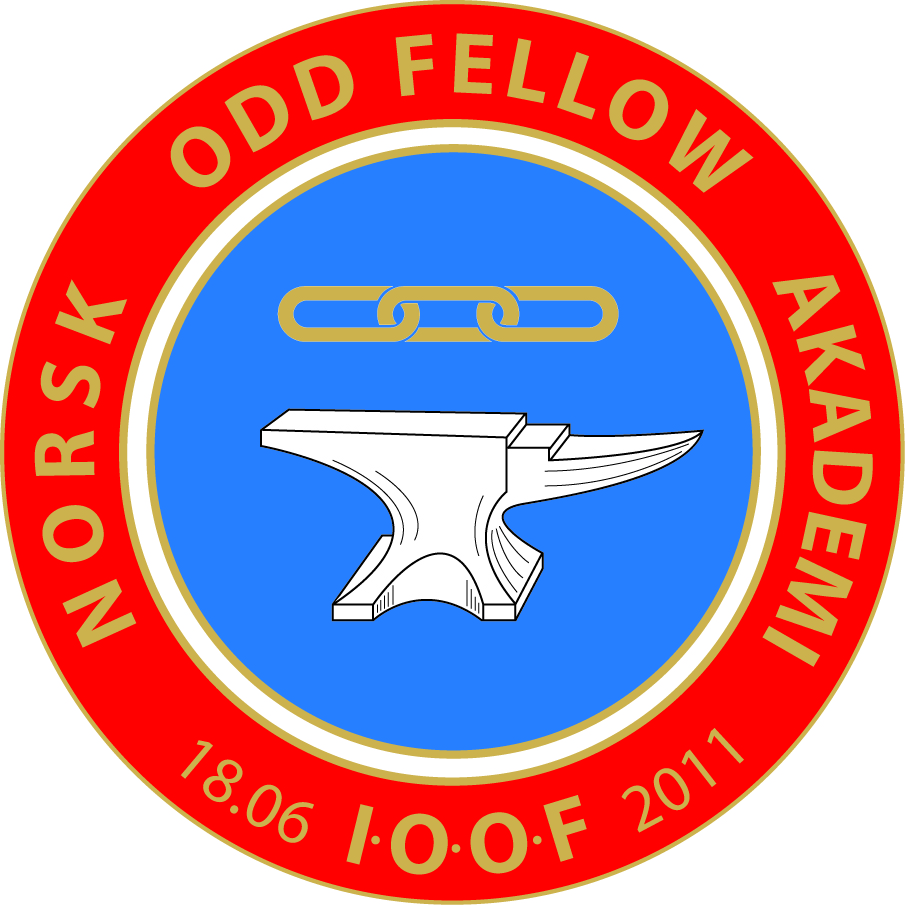 NORSK ODD FELLOW AKADEMI
18.06 I·O·O·F 2011